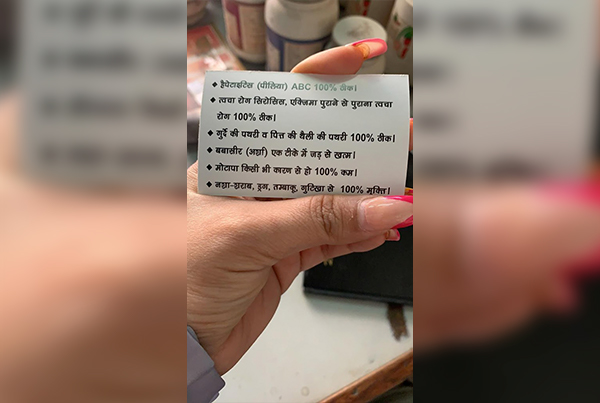 ◆ हैपेटाइटिस (पीलिया) ABC 100% ठीक।
◆ त्वचा रोग सिरोसिस, एक्जिमा पुराने से पुराना त्वचा
रोग 100% ठीक।
◆ गुर्दे की पथरी व पित्त की थैली की पथरी 100% ठीक।
◆ बबासीर (अर्श) एक टीके में जड़ से खत्म।
◆ मोटापा किसी भी कारण से हो 100% कम।
◆ नशा-शराब, ड्रग, तम्बाकू, गुटिखा से 100% मुक्ति।